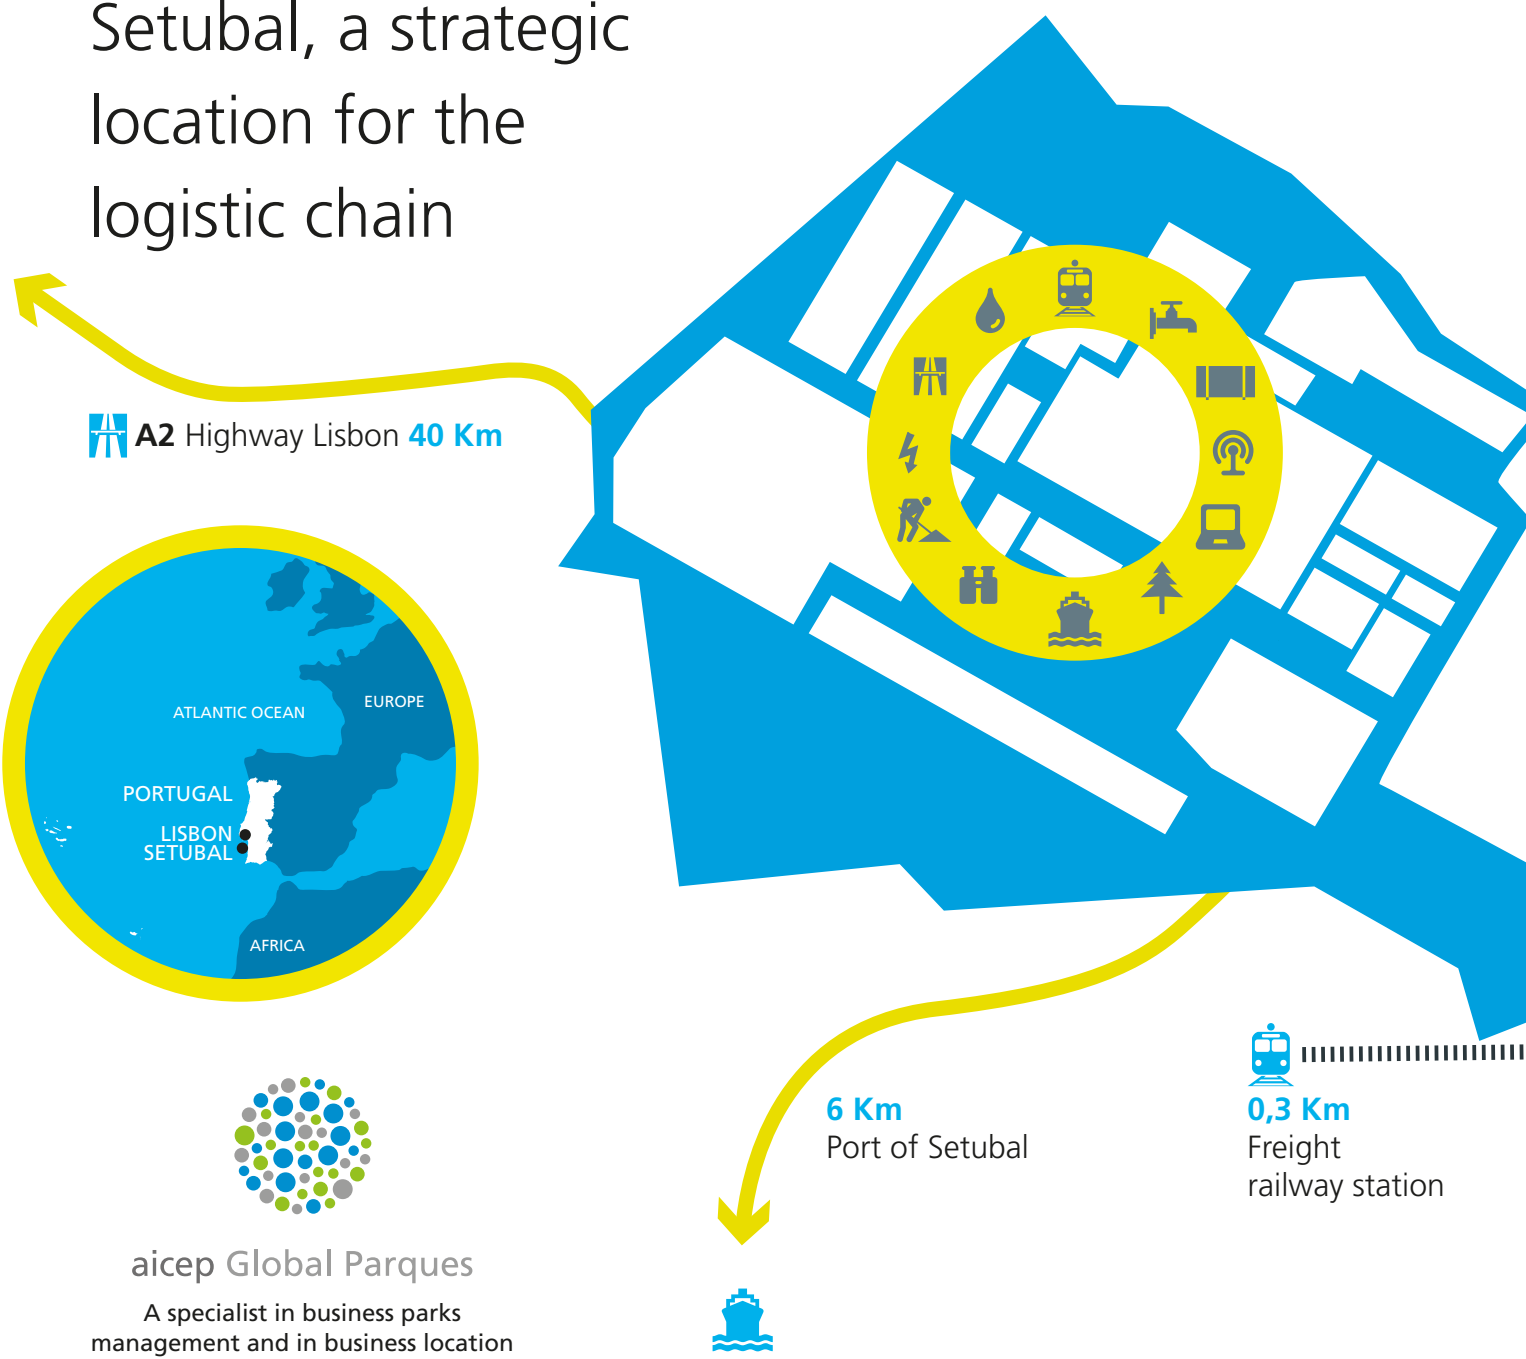 Setubal, a strategic
location for the
logistic chain
A2 Highway Lisbon 40 Km
ATLANTIC OCEAN
EUROPE
PORTUGAL
LISBON
SETUBAL
AFRICA
6 Km
Port of Setubal
0,3 Km
Freight
railway station
aicep Global Parques
A specialist in business parks
management and in business location